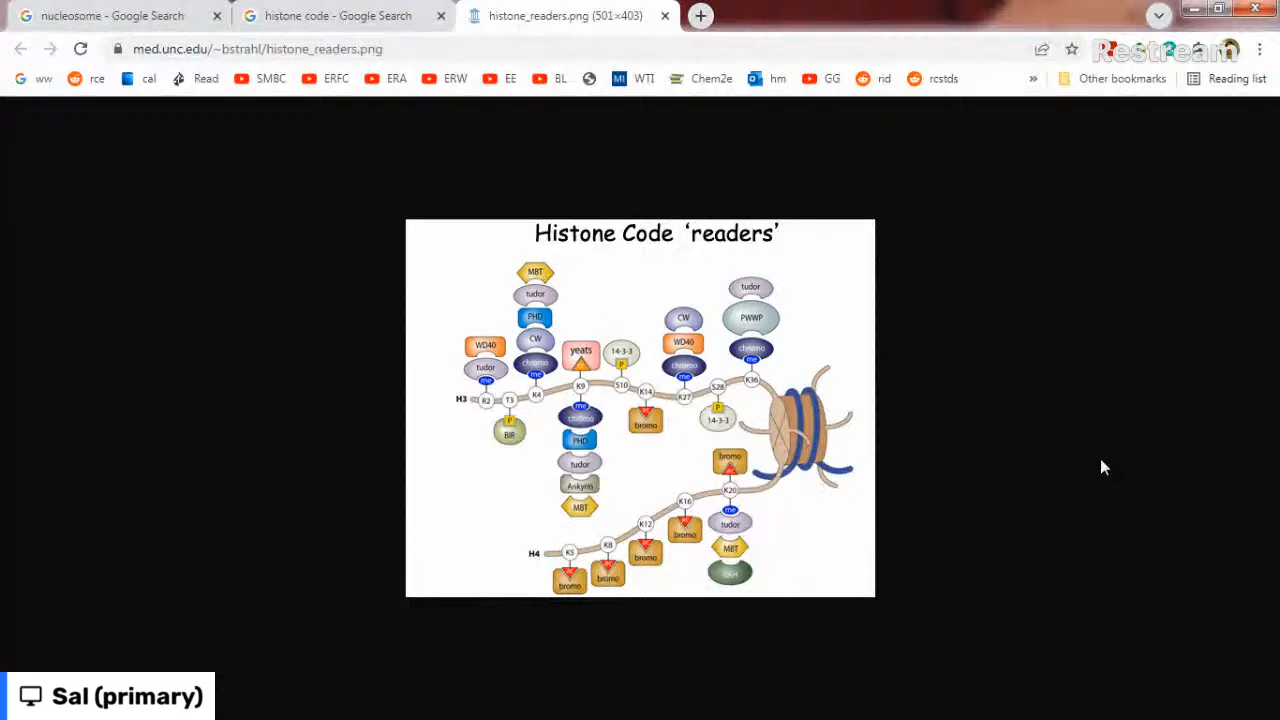 nucleosome - Google Search
histone code - Google Search
histone_readers.png (501×403)
med.unc.edu/~bstrahl/histone_readers.png
Restream
ww rce cal Read SMBC ERFC ERA ERW EE BL WTI Chem2e hm GG rid rcstds » Other bookmarks Reading list
Histone Code 'readers'
MBT
tudor
PHD
CW
chromo
me
WD40
tudor
me
yeats
14-3-3
P
CW
WD40
chromo
me
tudor
PWWP
chromo
me
H3 R2 T3 K4 K9 S10 K14 K27 S28 K36
P
BIR
me
chromo
PHD
tudor
Ankyrin
MBT
bromo
P
14-3-3
bromo
H4 K5 K8 K12 K16 K20
bromo
bromo
bromo
bromo
me
tudor
MBT
BAH
Sal (primary)